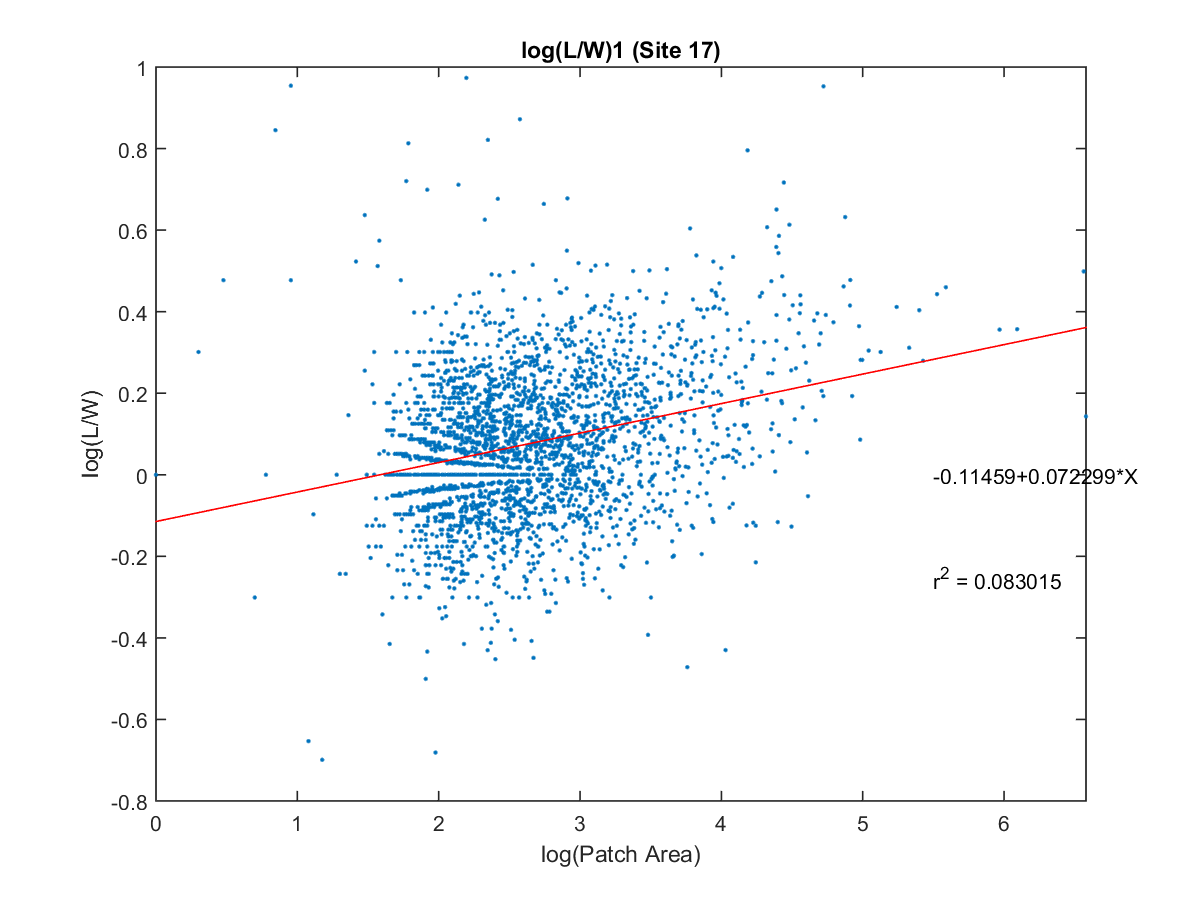 log(L/W)1 (Site 17)
1
0.8
0.6
0.4
0.2
0
-0.2
-0.4
-0.6
-0.8
log(L/W)
-0.11459+0.072299*X
r² = 0.083015
0 1 2 3 4 5 6
log(Patch Area)